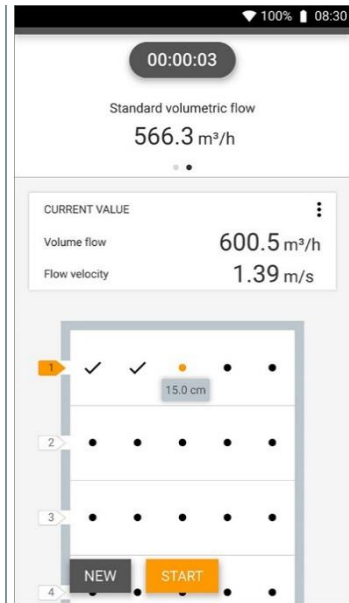 100% 08:30
00:00:03
Standard volumetric flow
566.3 m³/h
CURRENT VALUE
Volume flow 600.5 m³/h
Flow velocity 1.39 m/s
1
15.0 cm
2
3
4
NEW START